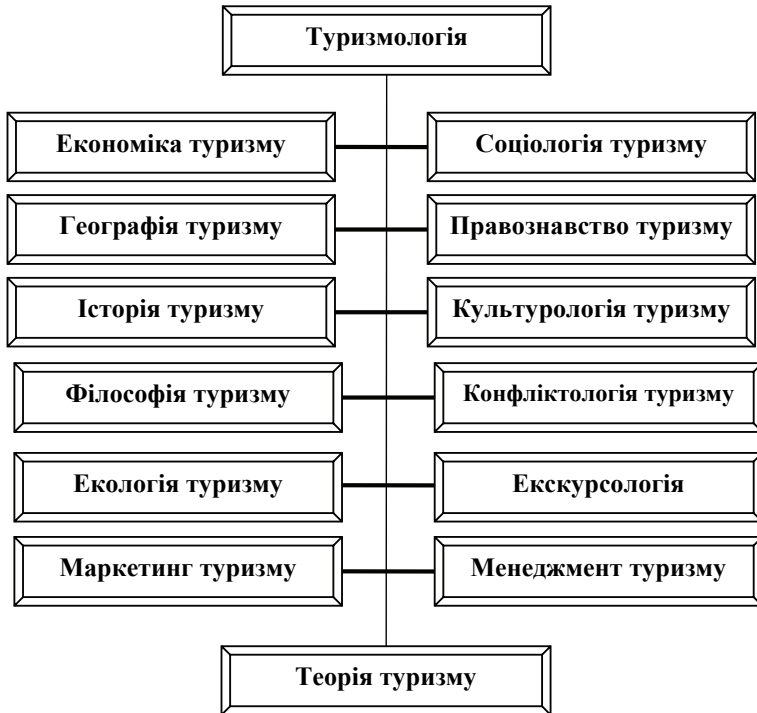 Туризмологія
Економіка туризму
Соціологія туризму
Географія туризму
Правознавство туризму
Історія туризму
Культурологія туризму
Філософія туризму
Конфліктологія туризму
Екологія туризму
Екскурсологія
Маркетинг туризму
Менеджмент туризму
Теорія туризму